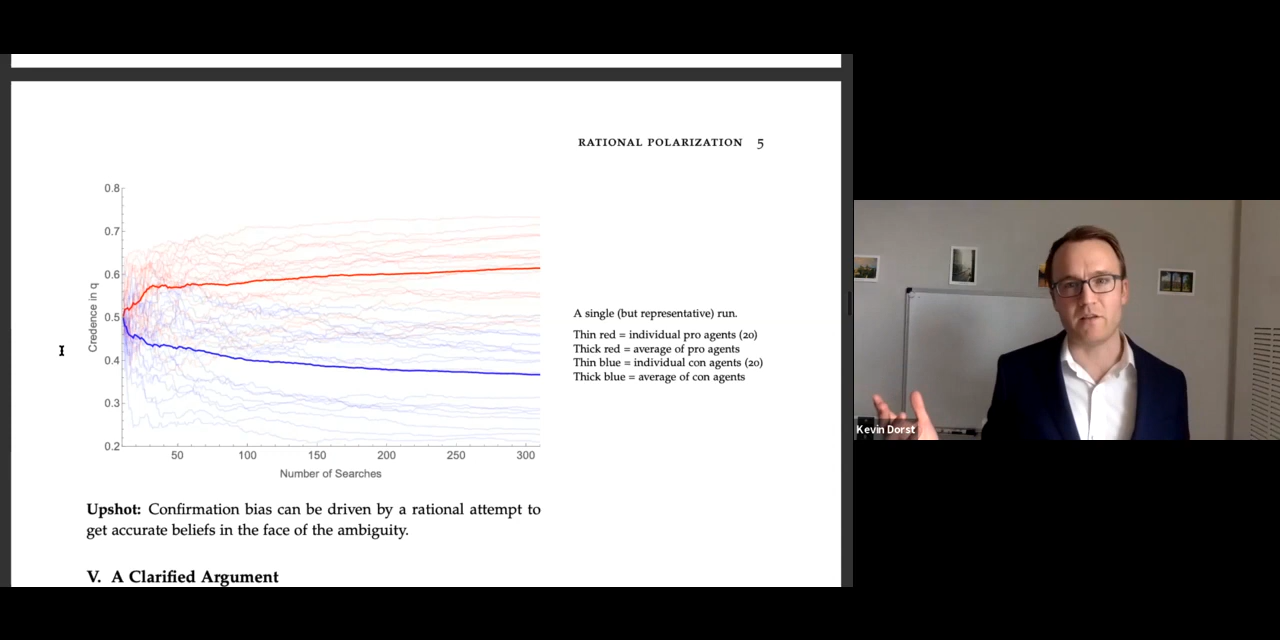 RATIONAL POLARIZATION 5
0.8
0.7
0.6
0.5
0.4
0.3
0.2
Credence in q
50 100 150 200 250 300
Number of Searches
A single (but representative) run.
Thin red = individual pro agents (20)
Thick red = average of pro agents
Thin blue = individual con agents (20)
Thick blue = average of con agents
Upshot: Confirmation bias can be driven by a rational attempt to
get accurate beliefs in the face of the ambiguity.
V. A Clarified Argument
Kevin Dorst